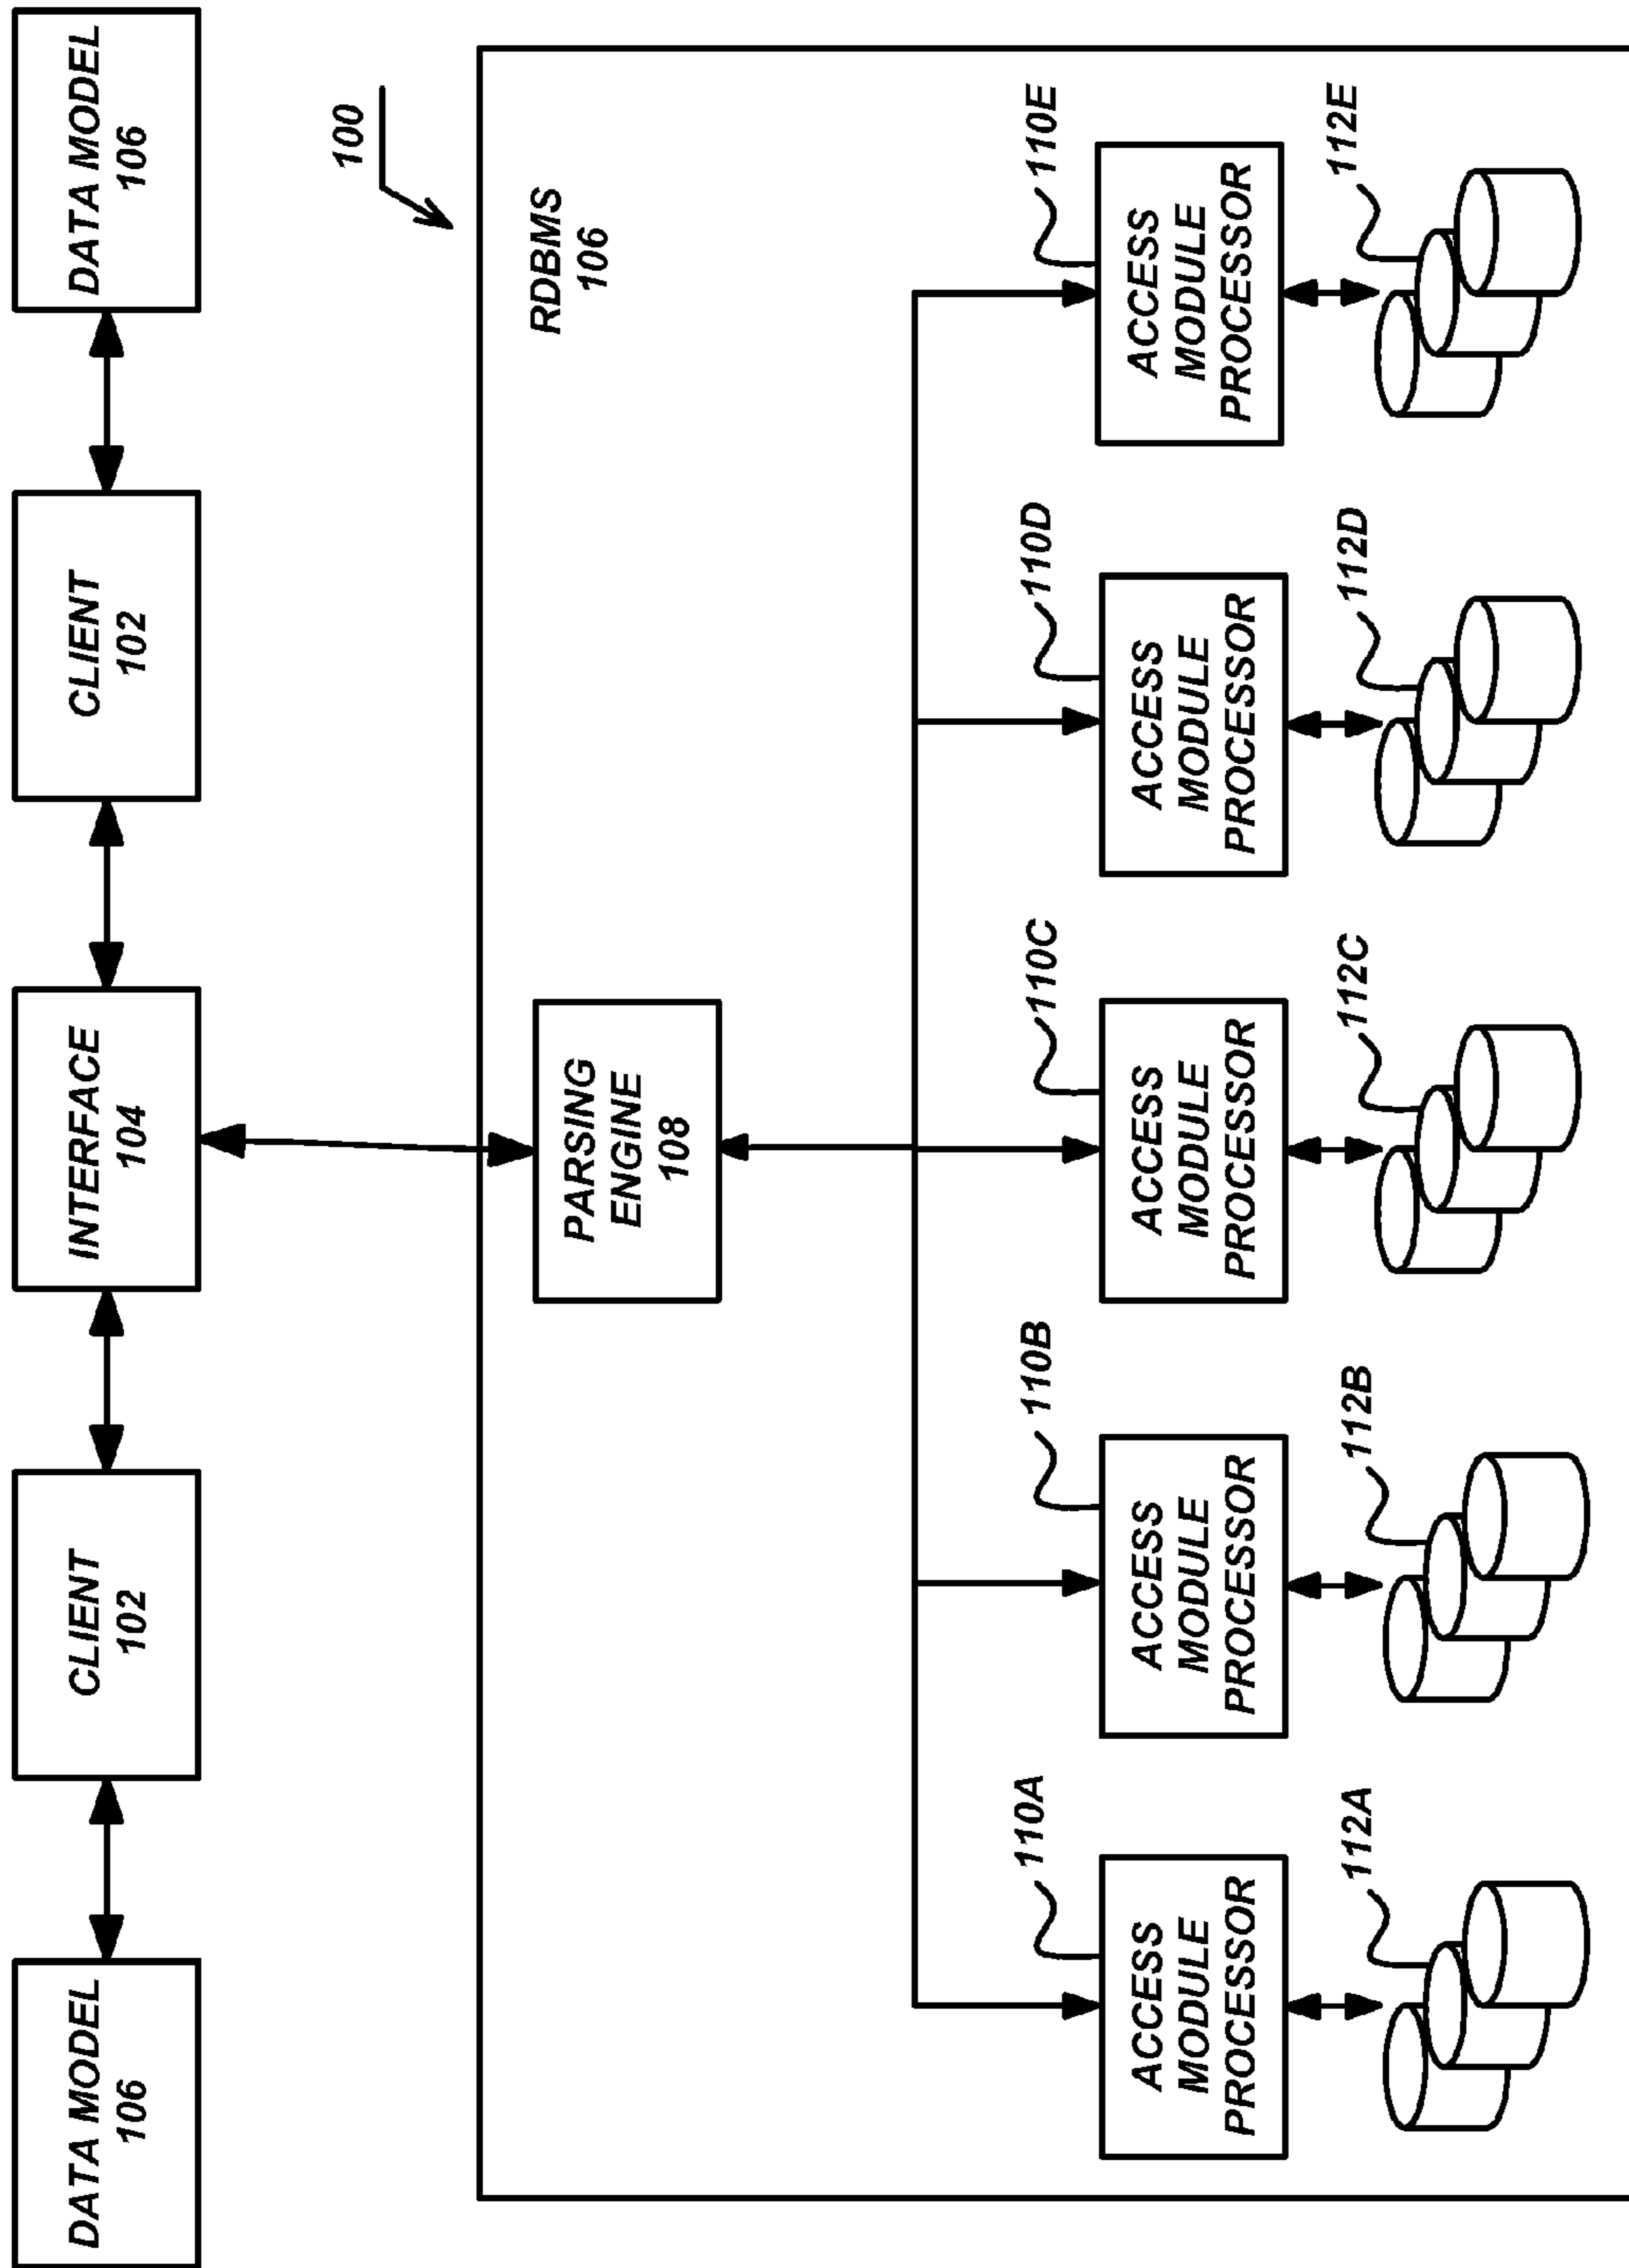 DATA MODEL
106
CLIENT
102
INTERFACE
104
CLIENT
102
DATA MODEL
106
100
RDBMS
106
PARSING
ENGINE
108
110A
110B
110C
110D
110E
ACCESS
MODULE
PROCESSOR
ACCESS
MODULE
PROCESSOR
ACCESS
MODULE
PROCESSOR
ACCESS
MODULE
PROCESSOR
ACCESS
MODULE
PROCESSOR
112A
112B
112C
112D
112E